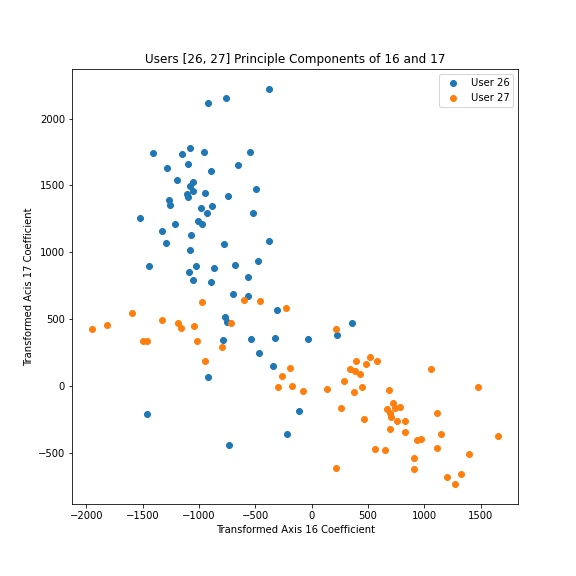 Users [26, 27] Principle Components of 16 and 17
User 26
User 27
2000
1500
1000
500
0
−500
Transformed Acis 17 Coefficient
−2000 −1500 −1000 −500 0 500 1000 1500
Transformed Axis 16 Coefficient